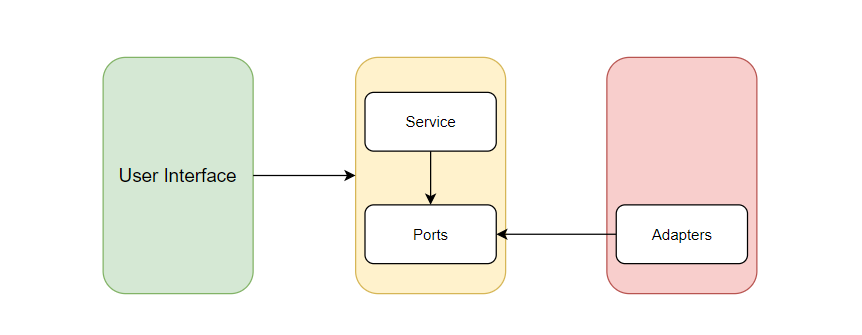 User Interface
Service
Ports
Adapters